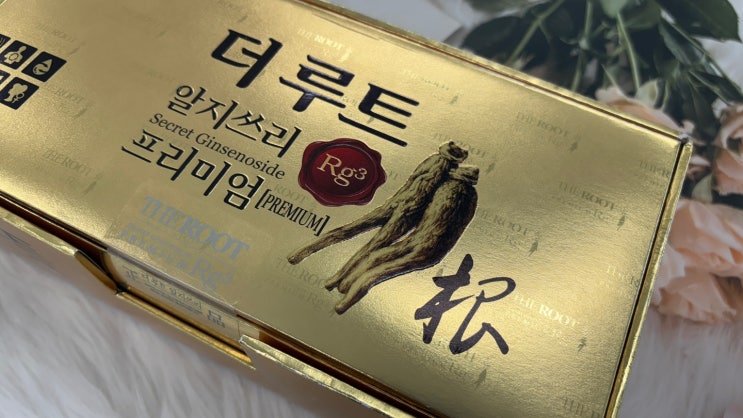 더루트
알지쓰리
Secret Ginsenoside
프리미엄 [PREMIUM]
Rg3
根
THE ROOT